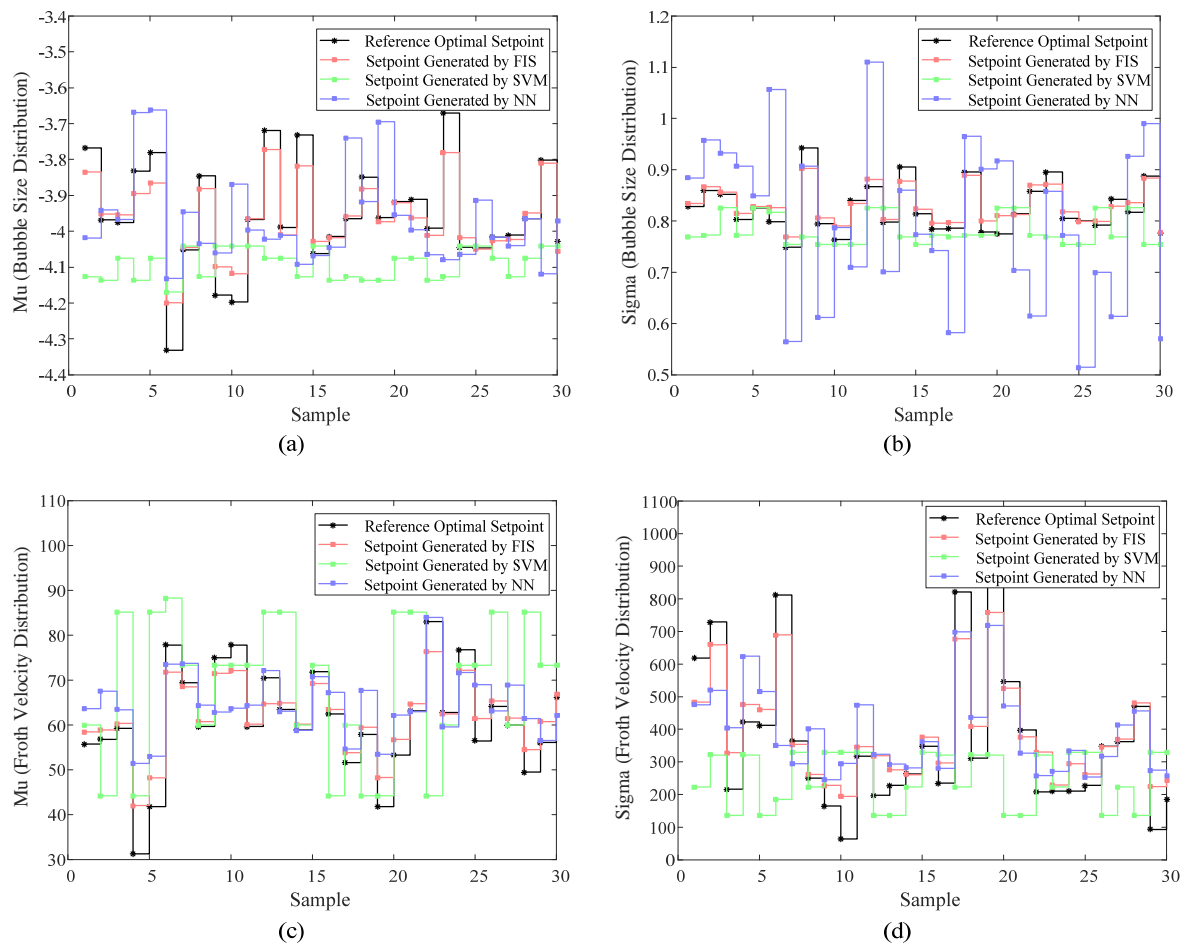 -3.4
-3.5
-3.6
-3.7
-3.8
-3.9
-4
-4.1
-4.2
-4.3
-4.4
Mu (Bubble Size Distribution)
Reference Optimal Setpoint
Setpoint Generated by FIS
Setpoint Generated by SVM
Setpoint Generated by NN
0 5 10 15 20 25 30
Sample
(a)
1.2
1.1
1
0.9
0.8
0.7
0.6
0.5
Sigma (Bubble Size Distribution)
Reference Optimal Setpoint
Setpoint Generated by FIS
Setpoint Generated by SVM
Setpoint Generated by NN
0 5 10 15 20 25 30
Sample
(b)
110
100
90
80
70
60
50
40
30
Mu (Froth Velocity Distribution)
Reference Optimal Setpoint
Setpoint Generated by FIS
Setpoint Generated by SVM
Setpoint Generated by NN
0 5 10 15 20 25 30
Sample
(c)
1100
1000
900
800
700
600
500
400
300
200
100
0
Sigma (Froth Velocity Distribution)
Reference Optimal Setpoint
Setpoint Generated by FIS
Setpoint Generated by SVM
Setpoint Generated by NN
0 5 10 15 20 25 30
Sample
(d)